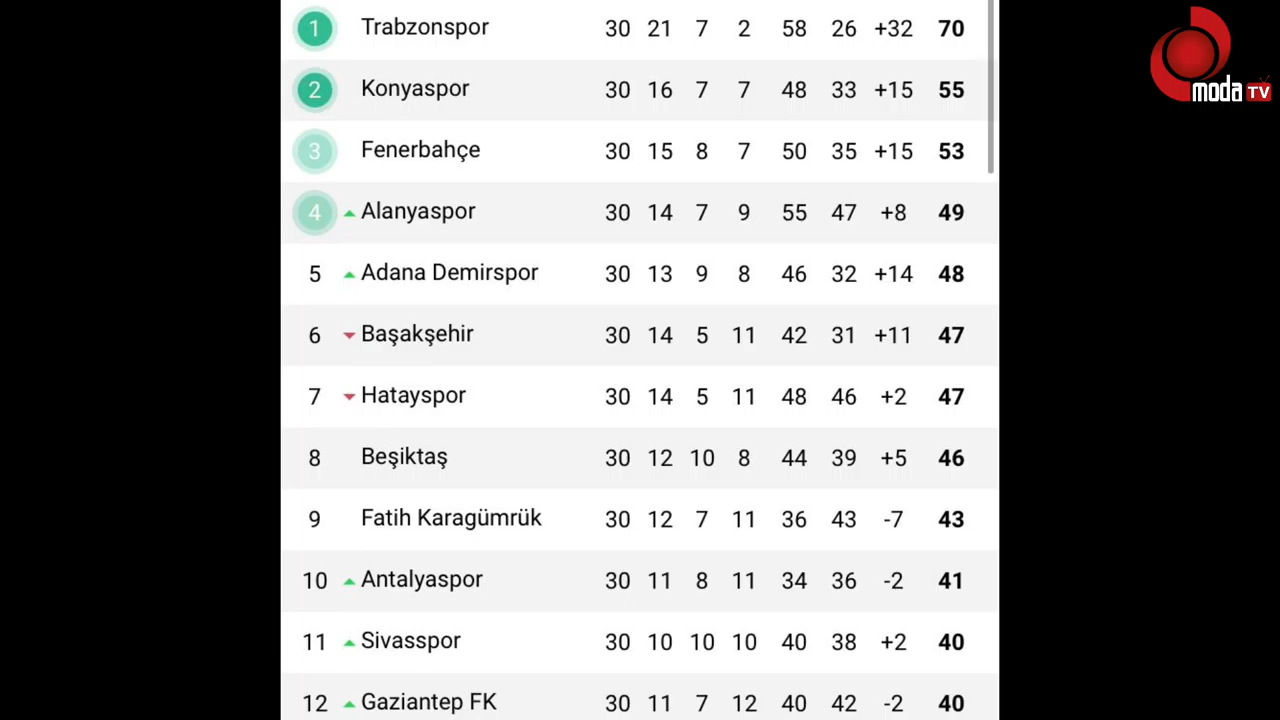 1 Trabzonspor 30 21 7 2 58 26 +32 70
2 Konyaspor 30 16 7 7 48 33 +15 55
3 Fenerbahçe 30 15 8 7 50 35 +15 53
4 Alanyaspor 30 14 7 9 55 47 +8 49
5 Adana Demirspor 30 13 9 8 46 32 +14 48
6 Başakşehir 30 14 5 11 42 31 +11 47
7 Hatayspor 30 14 5 11 48 46 +2 47
8 Beşiktaş 30 12 10 8 44 39 +5 46
9 Fatih Karagümrük 30 12 7 11 36 43 -7 43
10 Antalyaspor 30 11 8 11 34 36 -2 41
11 Sivasspor 30 10 10 10 40 38 +2 40
12 Gaziantep FK 30 11 7 12 40 42 -2 40
moda TV